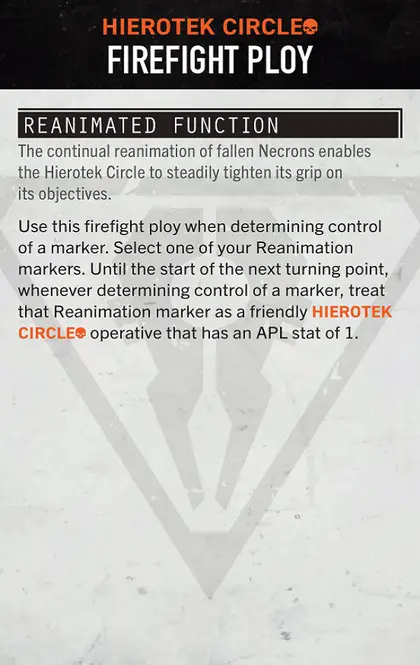 HIEROTEK CIRCLE
FIREFIGHT PLOY
REANIMATED FUNCTION
The continual reanimation of fallen Necrons enables
the Hierotek Circle to steadily tighten its grip on
its objectives.
Use this firefight ploy when determining control
of a marker. Select one of your Reanimation
markers. Until the start of the next turning point,
whenever determining control of a marker, treat
that Reanimation marker as a friendly HIEROTEK
CIRCLE operative that has an APL stat of 1.